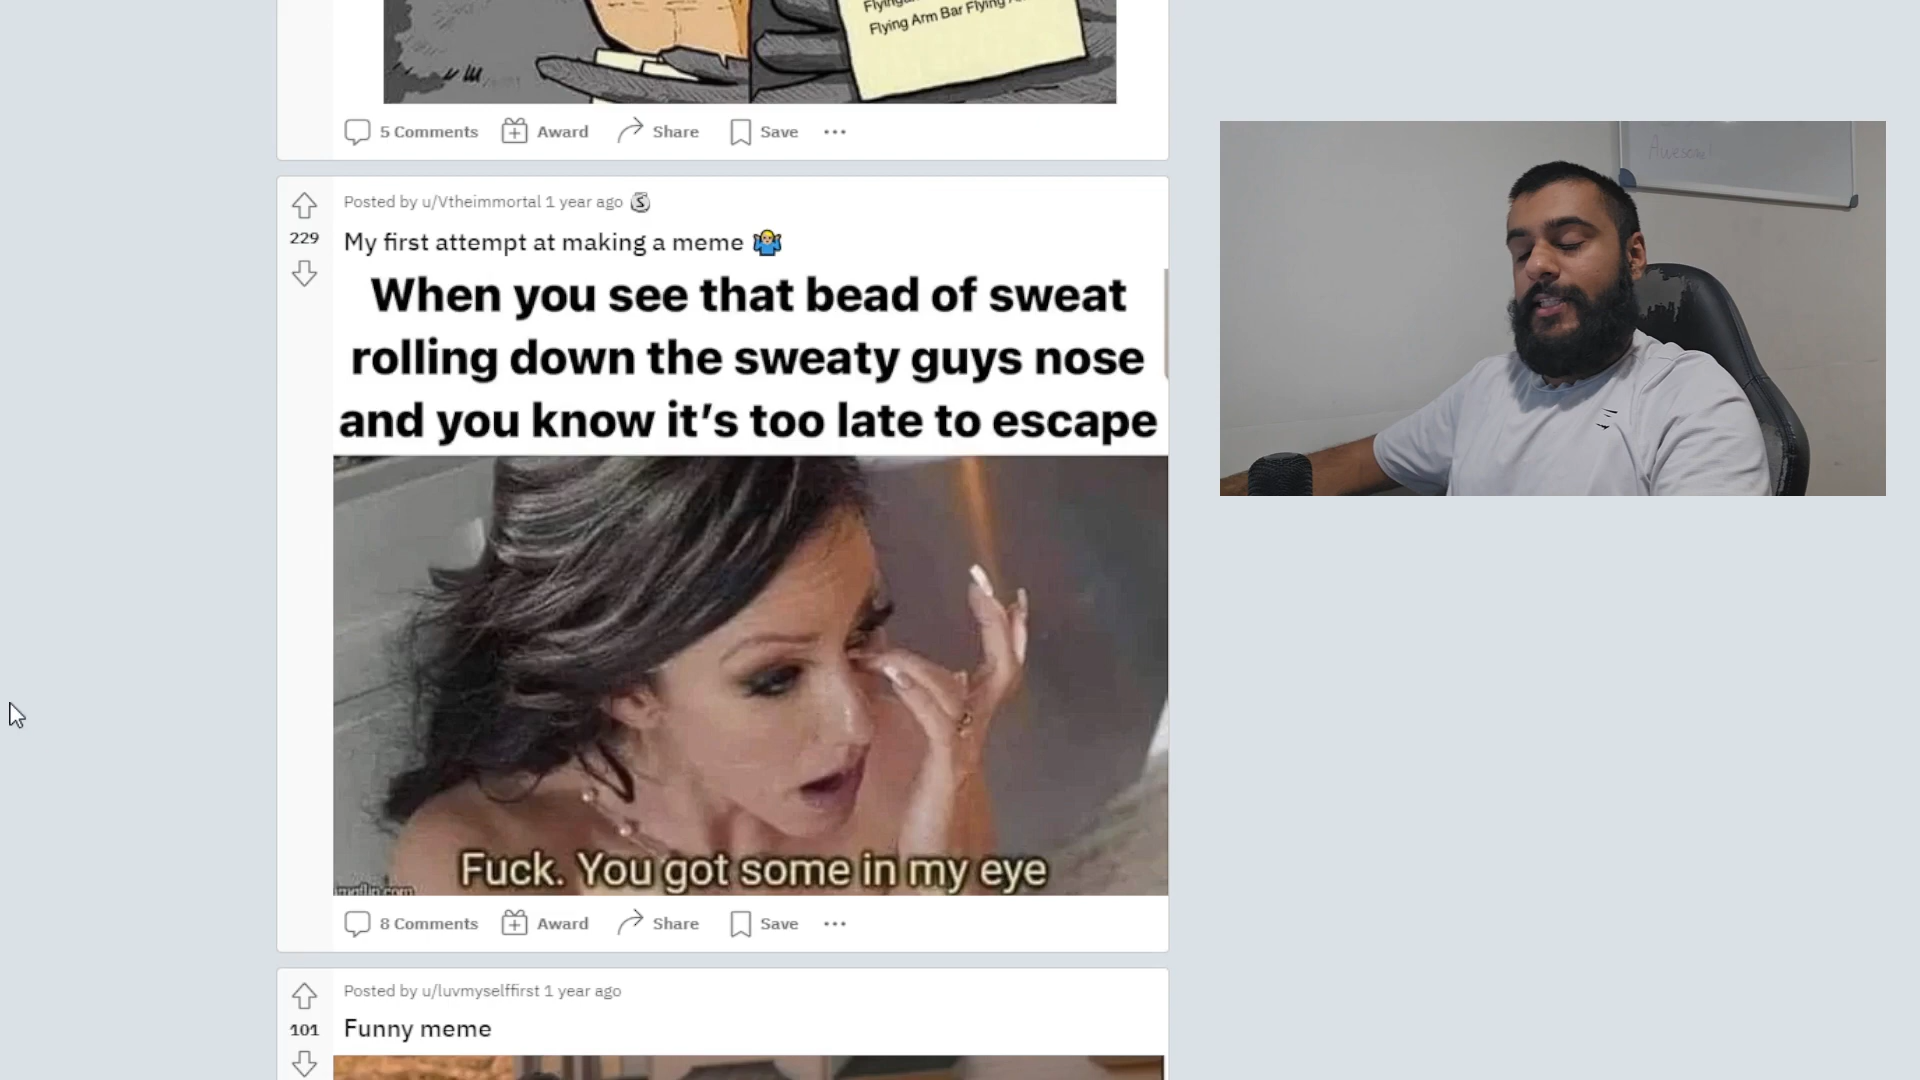 Flying Arm Bar Flying
5 Comments
Award
Share
Save
Posted by u/Vtheimmortal 1 year ago
229
My first attempt at making a meme 🤷‍♂️
When you see that bead of sweat
rolling down the sweaty guys nose
and you know it’s too late to escape
Fuck. You got some in my eye
imgflip.com
8 Comments
Award
Share
Save
Posted by u/luvmyselffirst 1 year ago
101
Funny meme
Awesome!